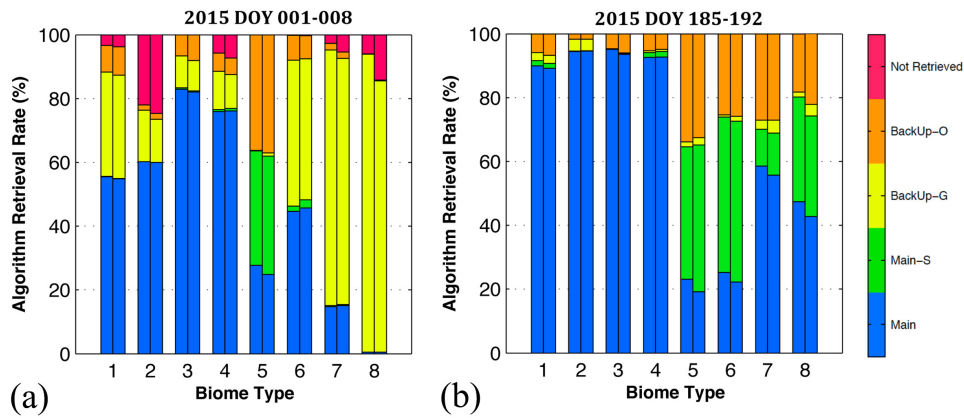 2015 DOY 001-008
100
80
60
40
20
0
Algorithm Retrieval Rate (%)
1 2 3 4 5 6 7 8
Biome Type
(a)
2015 DOY 185-192
100
80
60
40
20
0
Algorithm Retrieval Rate (%)
1 2 3 4 5 6 7 8
Biome Type
(b)
Not Retrieved
BackUp-O
BackUp-G
Main-S
Main